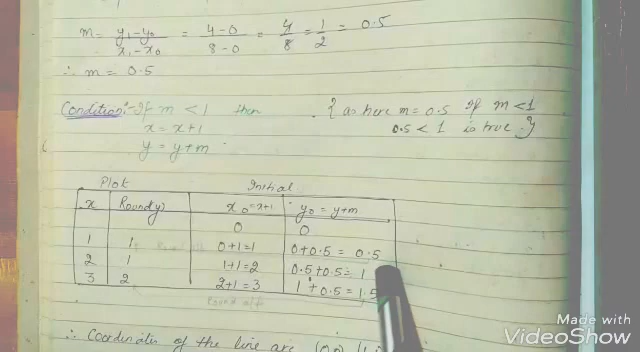 m = y₁-y₀ / x₁-x₀ = 4-0 / 8-0 = 4/8 = 1/2 = 0.5
∴ m = 0.5
Condition:- If m < 1 then { as here m = 0.5 If m < 1
x = x+1 0.5 < 1 is true. }
y = y+m
Plot Initial
x Round(y) x₀=x+1 y₀ = y+m
0 0
1 1 0+1=1 0+0.5 = 0.5
2 1 1+1=2 0.5+0.5= 1
3 2 2+1=3 1+0.5=1.5
∴ Coordinates of the line are (0,0)
Made with
VideoShow